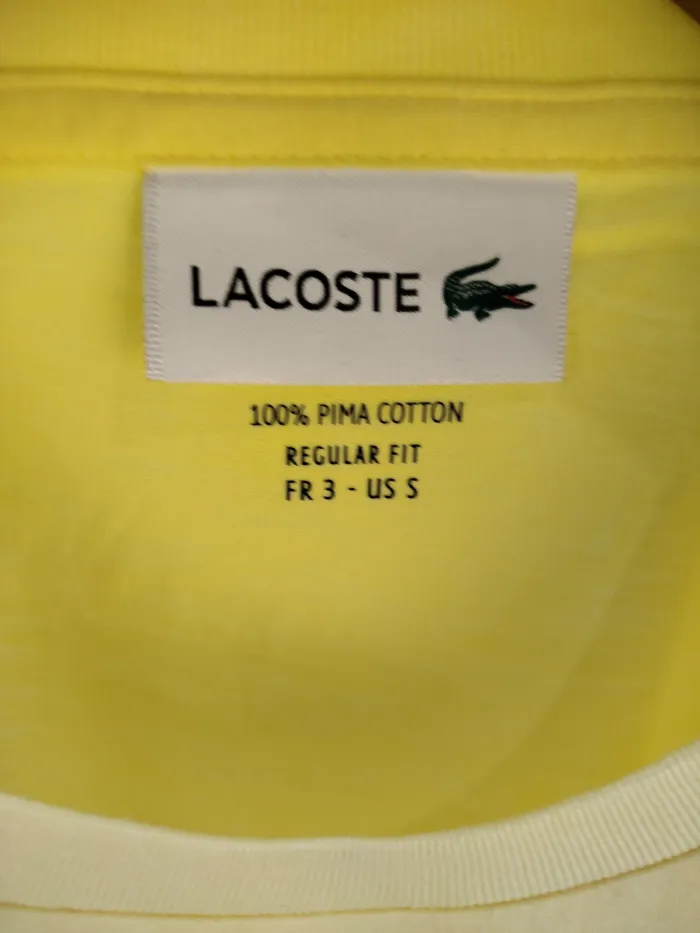 LACOSTE
100% PIMA COTTON
REGULAR FIT
FR 3 - US S